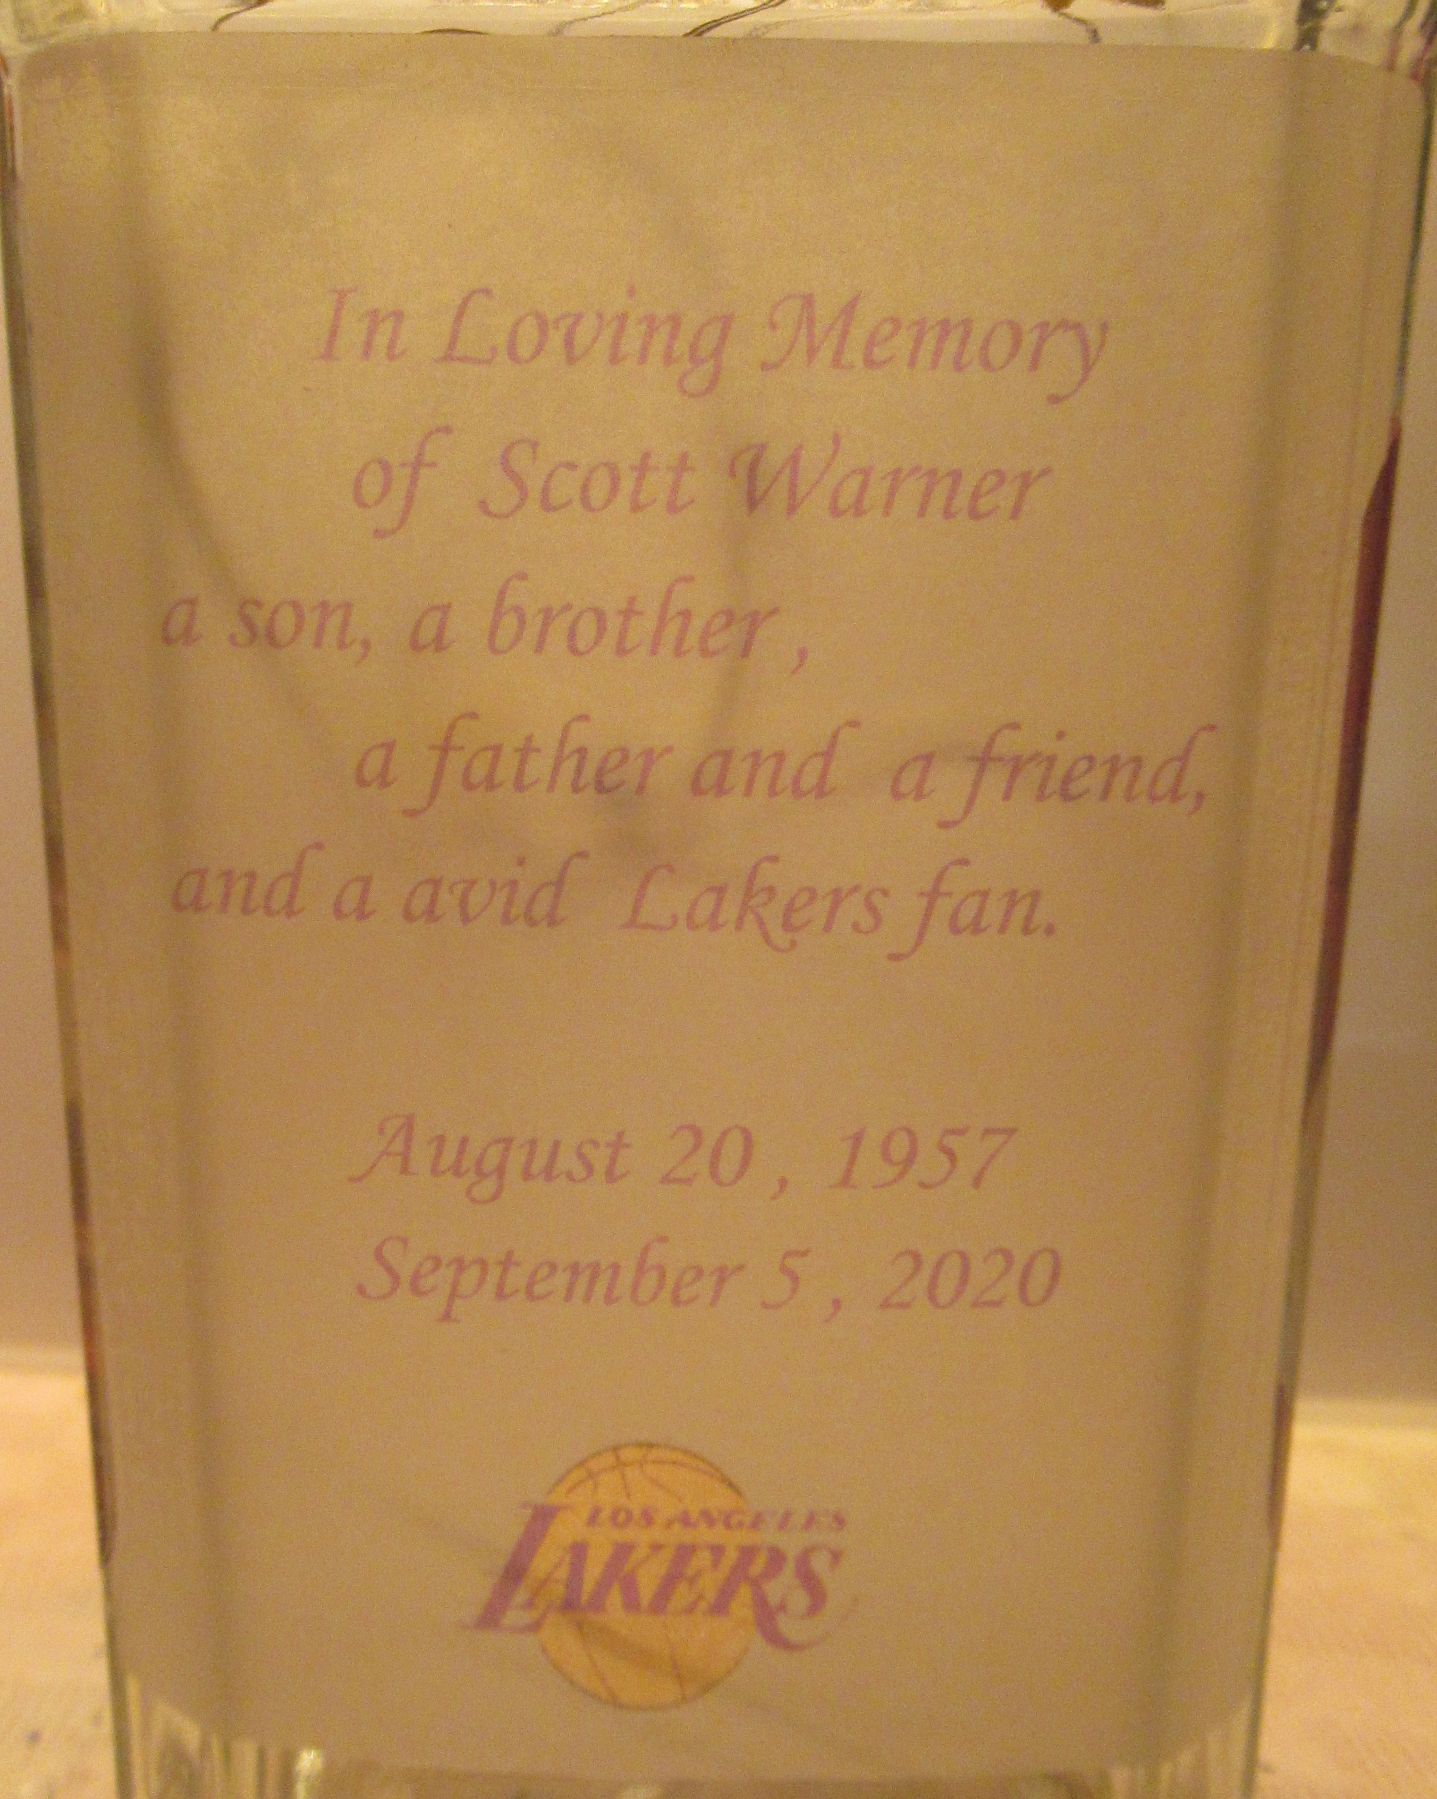 In Loving Memory
of Scott Warner
a son, a brother ,
a father and a friend,
and a avid Lakers fan.
August 20 , 1957
September 5 , 2020
LOS ANGELES
LAKERS